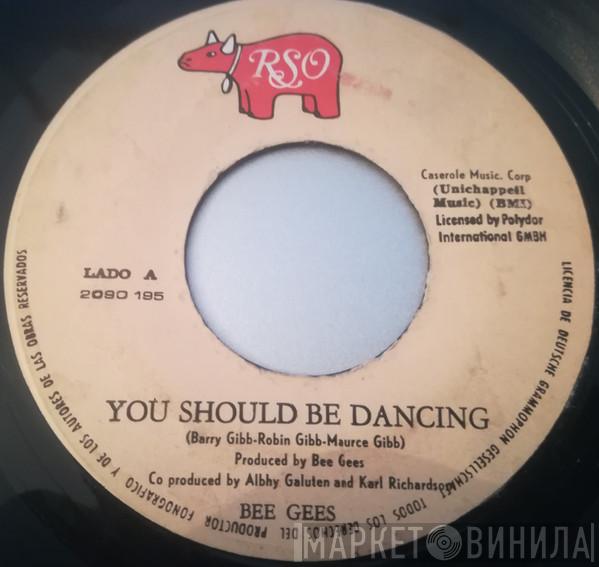 RSO
Caserole Music. Corp
(Unichappell
Music) (BMI)
Licensed by Polydor
International GMBH
LADO A
2090 195
YOU SHOULD BE DANCING
(Barry Gibb-Robin Gibb-Maurce Gibb)
Produced by Bee Gees
Co produced by Albhy Galuten and Karl Richardson
BEE GEES
LICENCIA DE DEUTSCHE GRAMMOPHON GESELLSCHAFT TODOS LOS DERECHOS DEL PRODUCTOR FONOGRAFICO Y DE LOS AUTORES DE LAS OBRAS RESERVADOS
МАРКЕТ ВИНИЛА